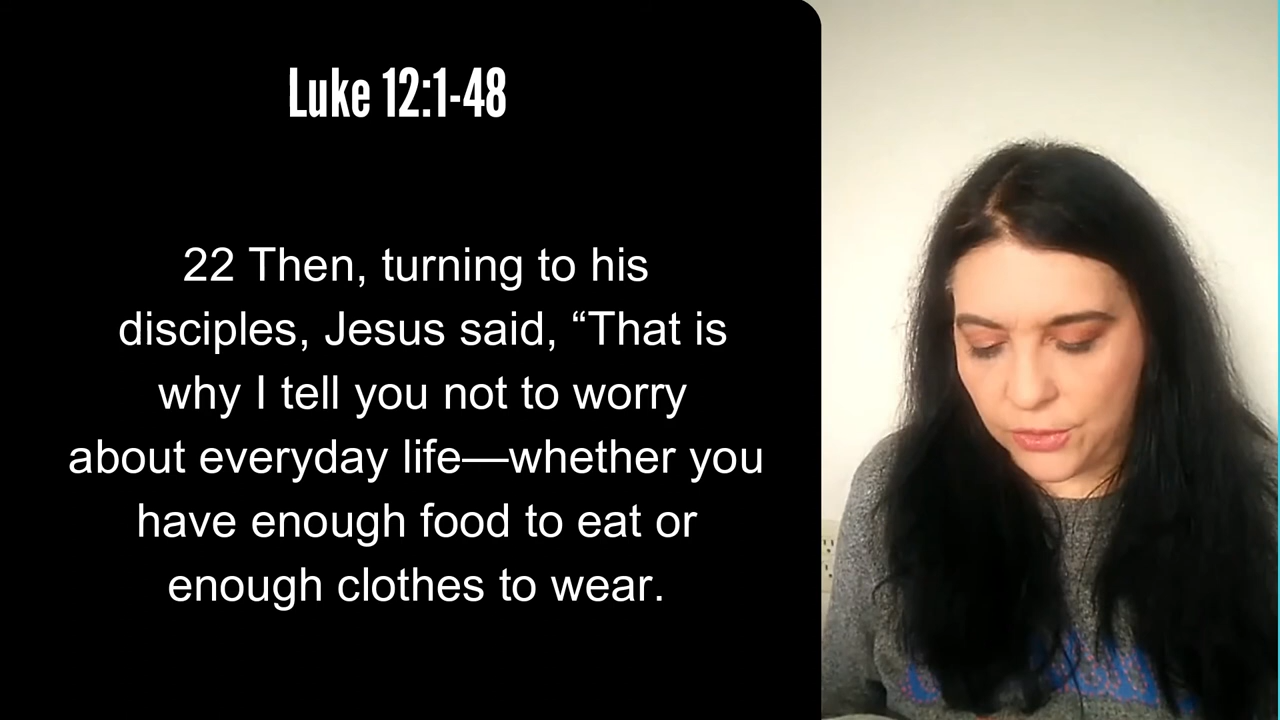 Luke 12:1-48
22 Then, turning to his
disciples, Jesus said, “That is
why I tell you not to worry
about everyday life—whether you
have enough food to eat or
enough clothes to wear.